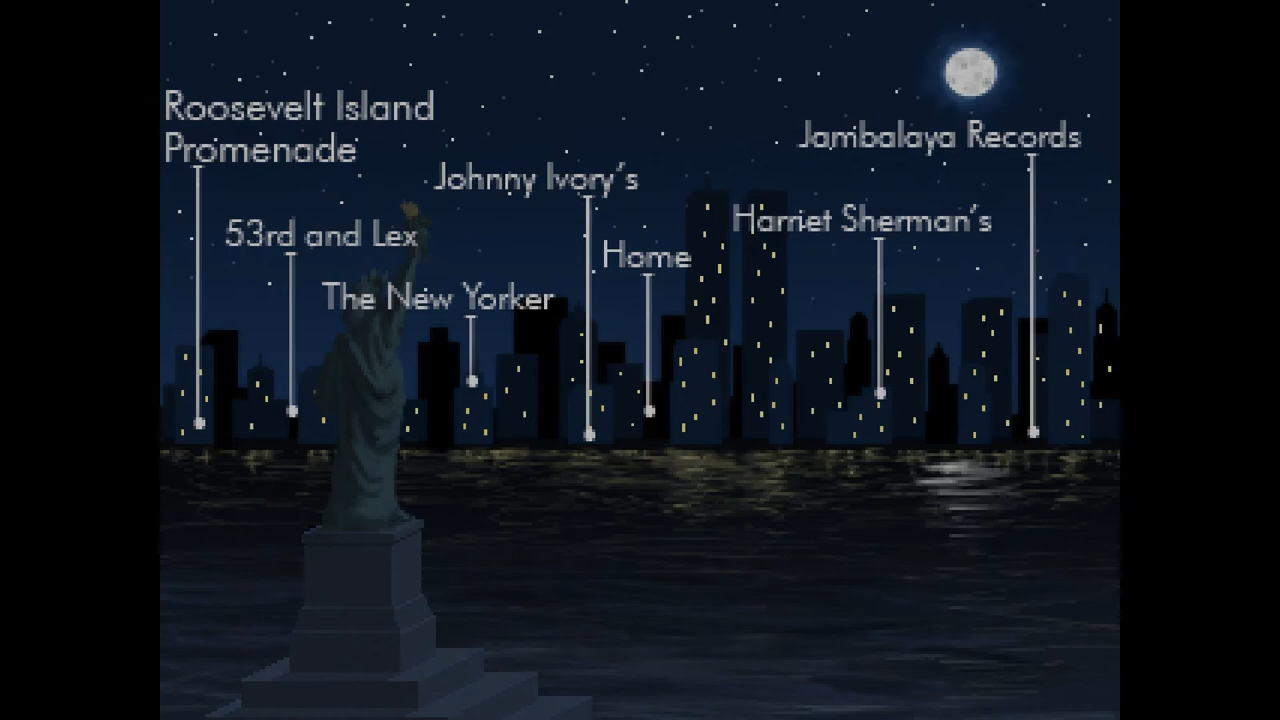 Roosevelt Island
Promenade
Jambalaya Records
Johnny Ivory's
Harriet Sherman's
53rd and Lex
Home
The New Yorker